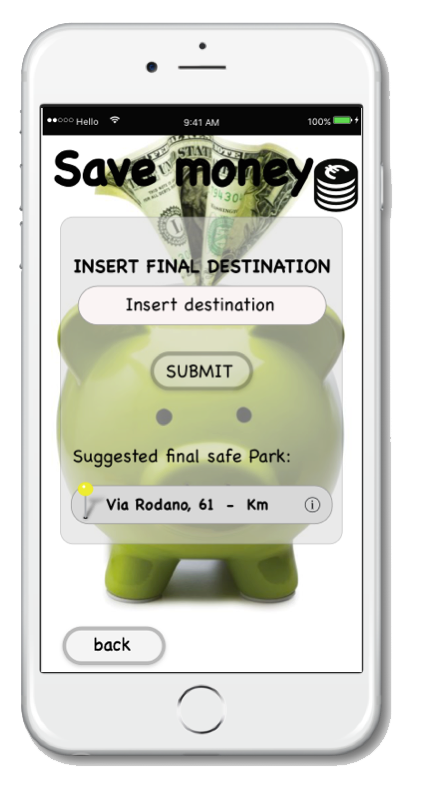 Hello
9:41 AM
100%
Save money
INSERT FINAL DESTINATION
Insert destination
SUBMIT
Suggested final safe Park:
Via Rodano, 61 - Km
back